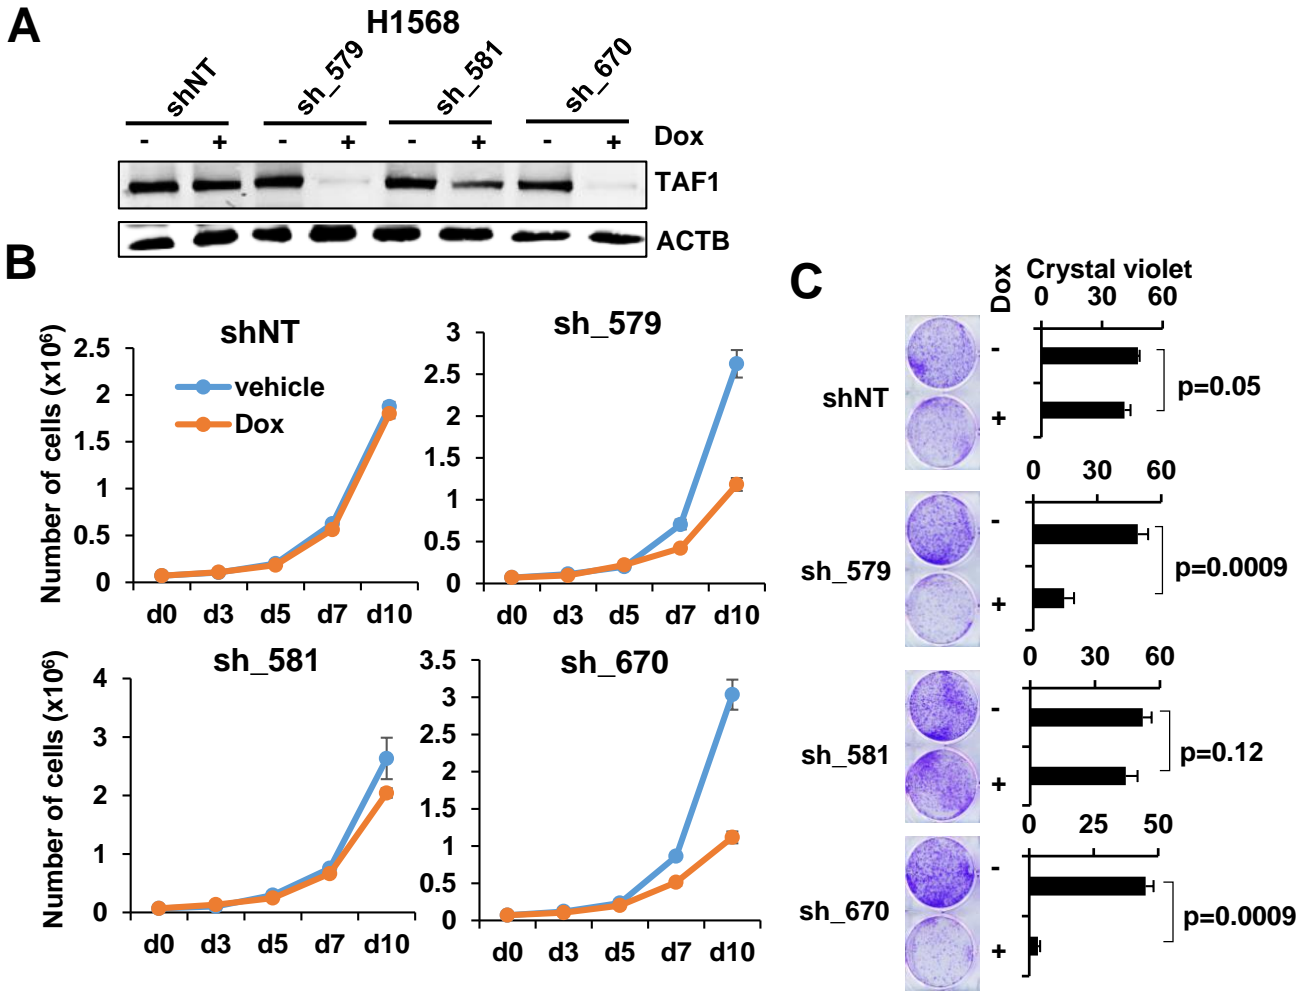 A
H1568
shNT
sh_579
sh_581
sh_670
- + - + - + - + Dox
TAF1
ACTB
B
shNT
Number of cells (x10⁶)
2.5
2
1.5
1
0.5
0
vehicle
Dox
d0 d3 d5 d7 d10
sh_579
3
2.5
2
1.5
1
0.5
0
d0 d3 d5 d7 d10
sh_581
Number of cells (x10⁶)
4
3
2
1
0
d0 d3 d5 d7 d10
sh_670
3.5
3
2.5
2
1.5
1
0.5
0
d0 d3 d5 d7 d10
C
Dox
Crystal violet
0 30 60
shNT
-
+
p=0.05
0 30 60
sh_579
-
+
p=0.0009
0 30 60
sh_581
-
+
p=0.12
0 25 50
sh_670
-
+
p=0.0009